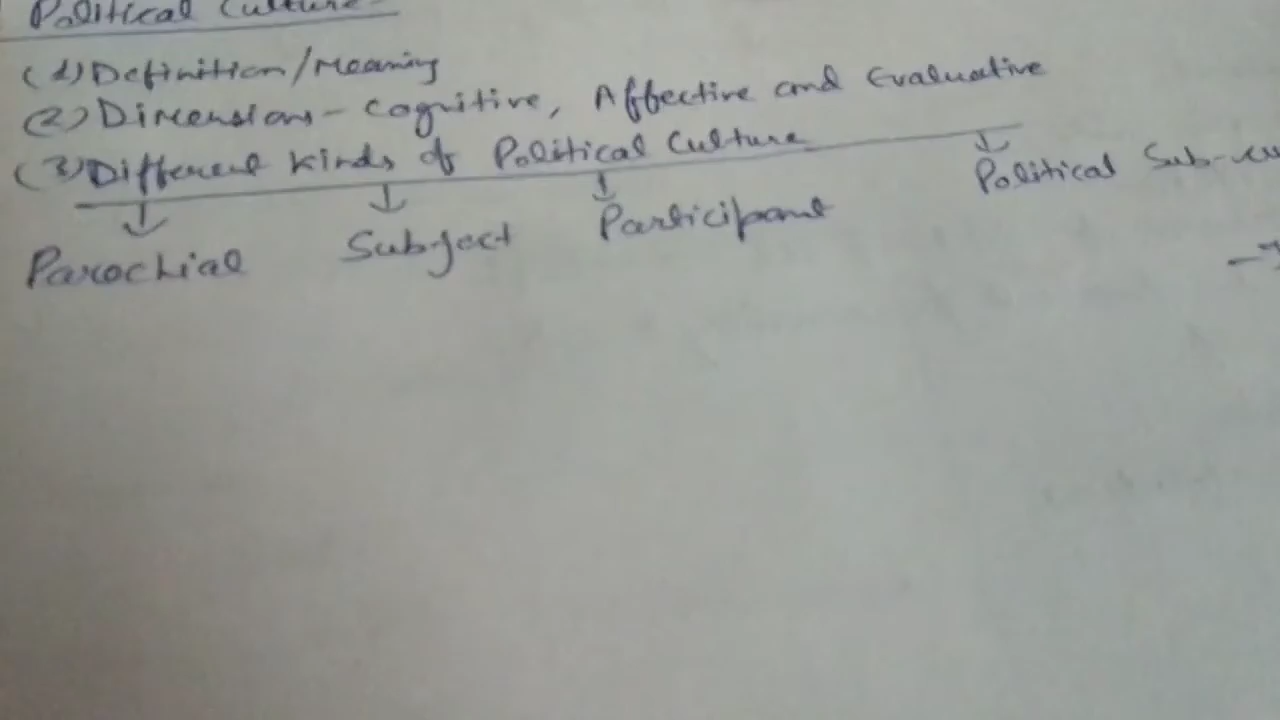 Political Culture
(1) Definition/Meaning
(2) Dimensions - Cognitive, Affective and Evaluative
(3) Different Kinds of Political Culture
Parochial Subject Participant Political Sub-cu